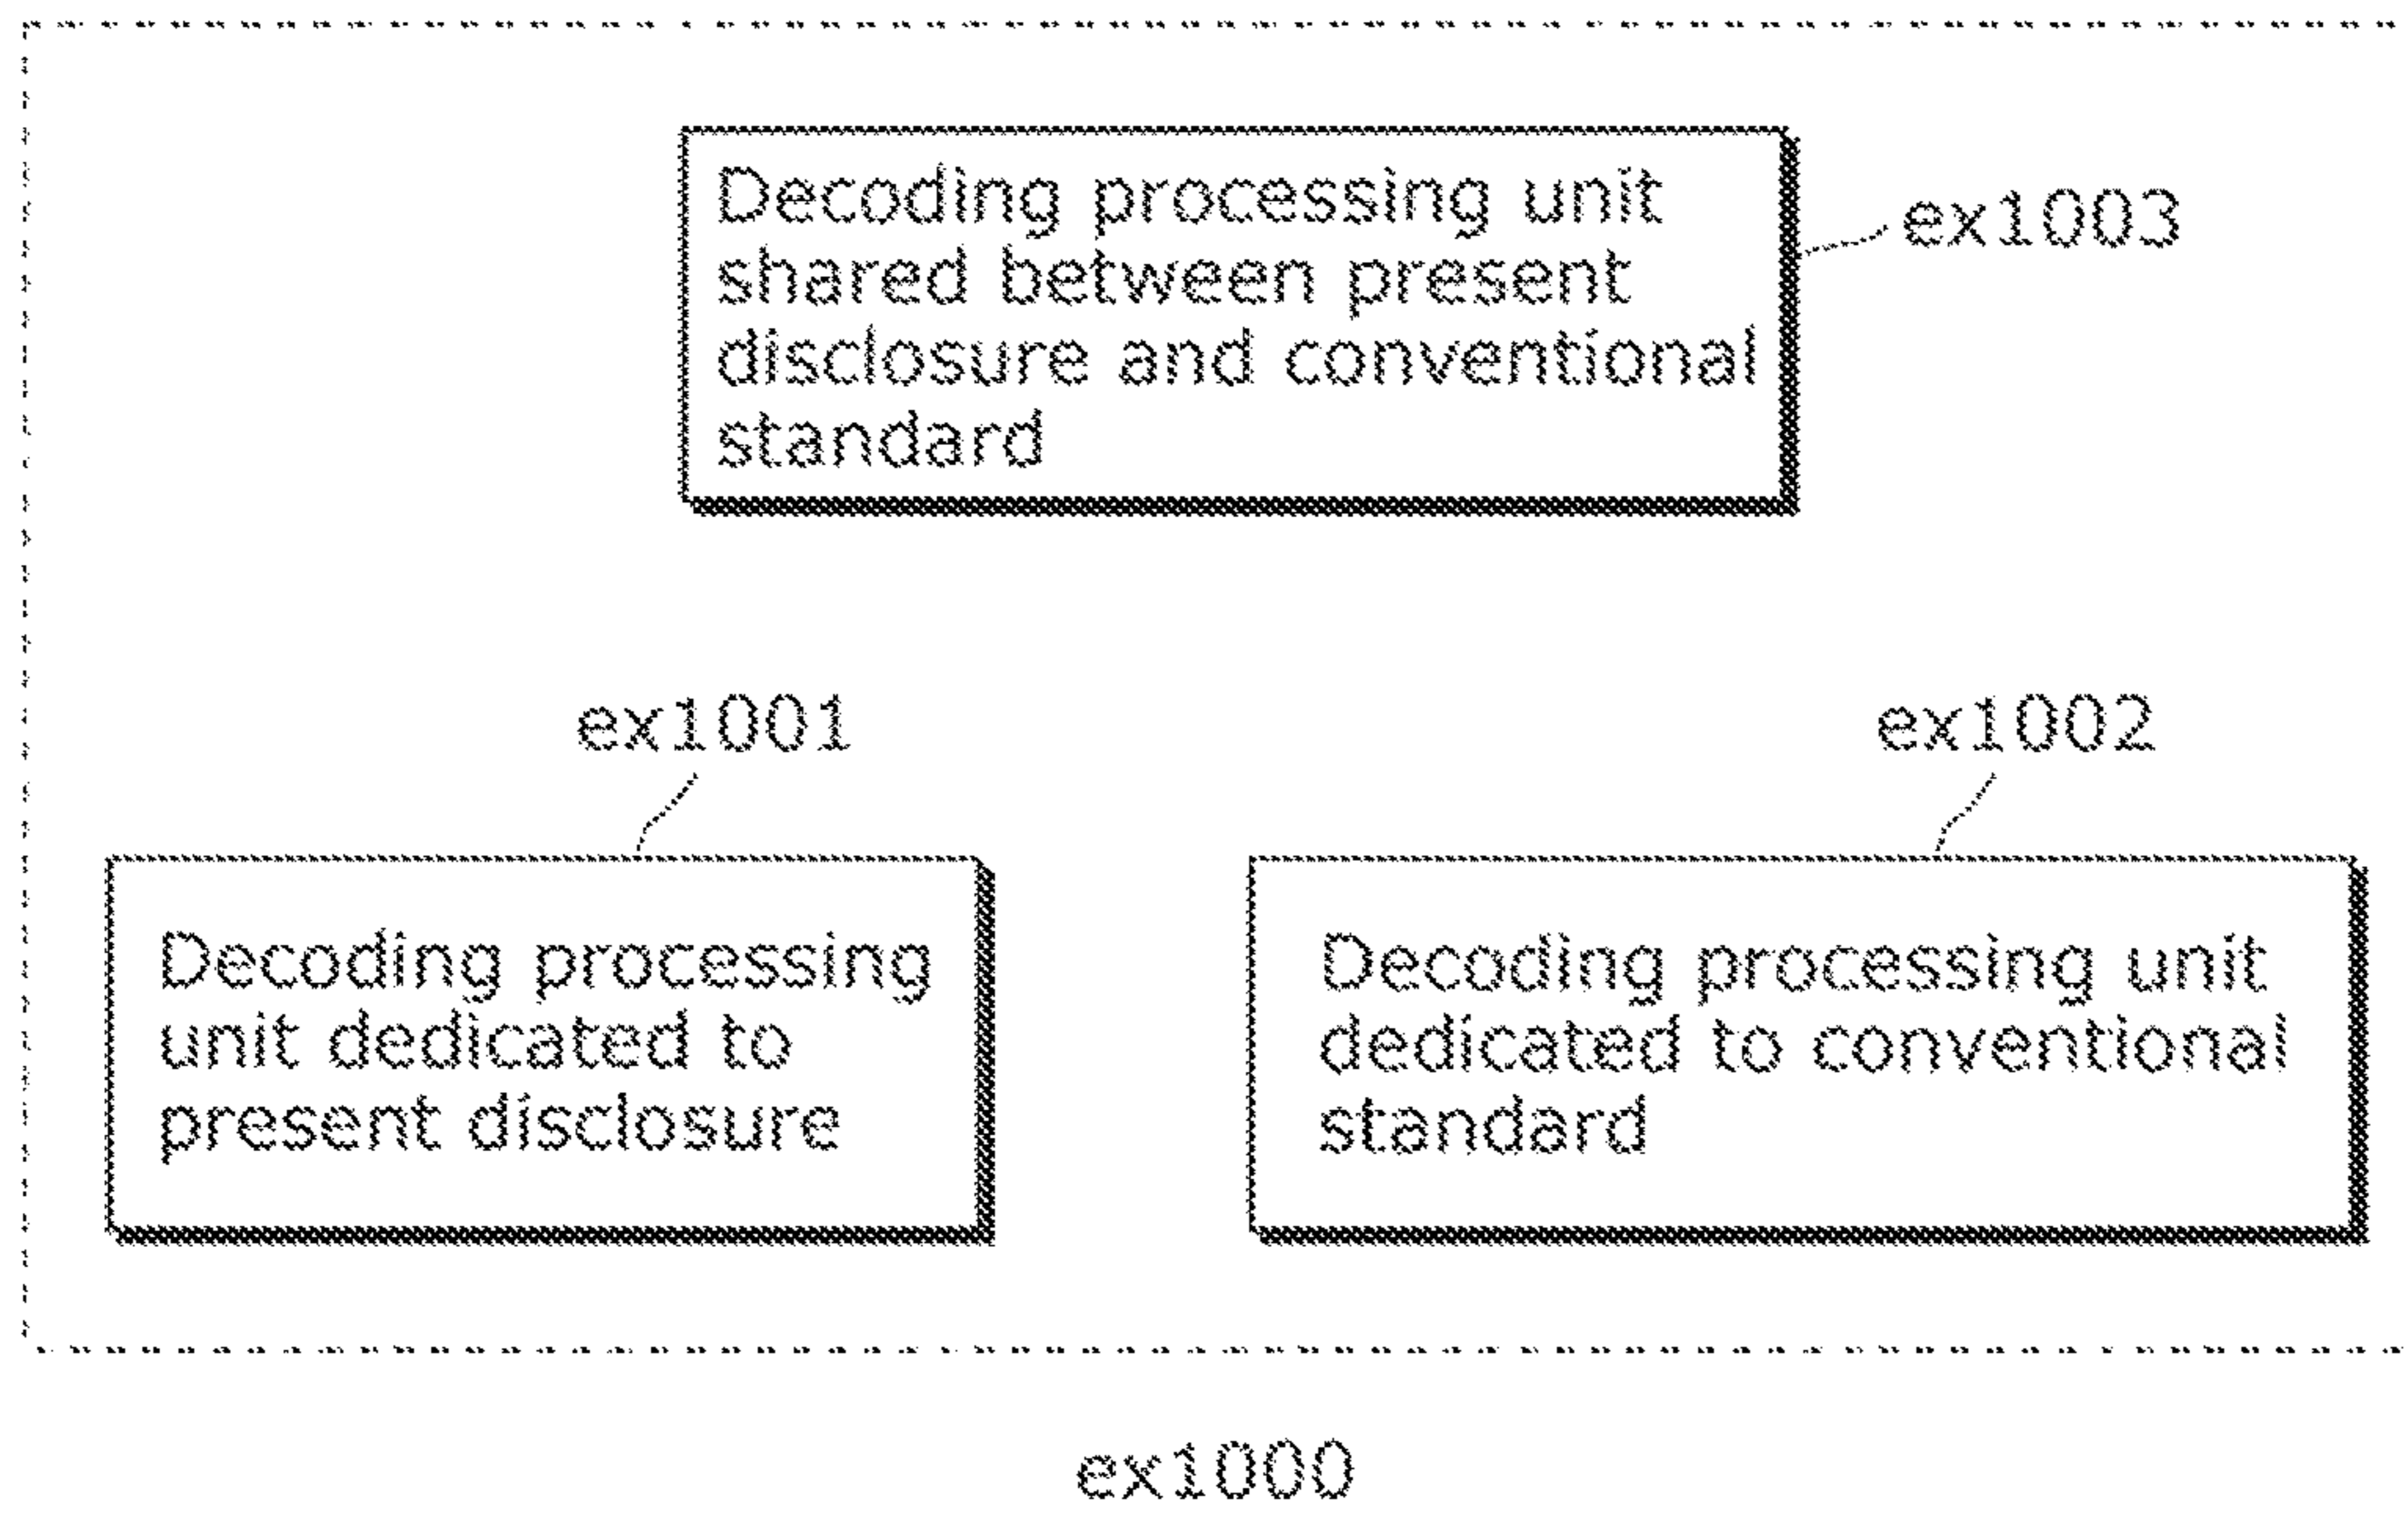 Decoding processing unit
shared between present
disclosure and conventional
standard
ex1003
ex1001
ex1002
Decoding processing
unit dedicated to
present disclosure
Decoding processing unit
dedicated to conventional
standard
ex1000